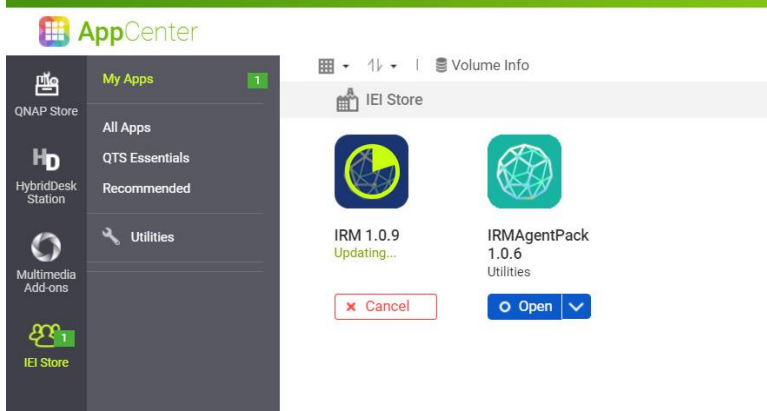 AppCenter
QNAP Store
HD
HybridDesk
Station
Multimedia
Add-ons
1
IEI Store
My Apps 1
All Apps
QTS Essentials
Recommended
Utilities
Volume Info
IEI Store
IRM 1.0.9
Updating...
× Cancel
IRMAgentPack
1.0.6
Utilities
Open